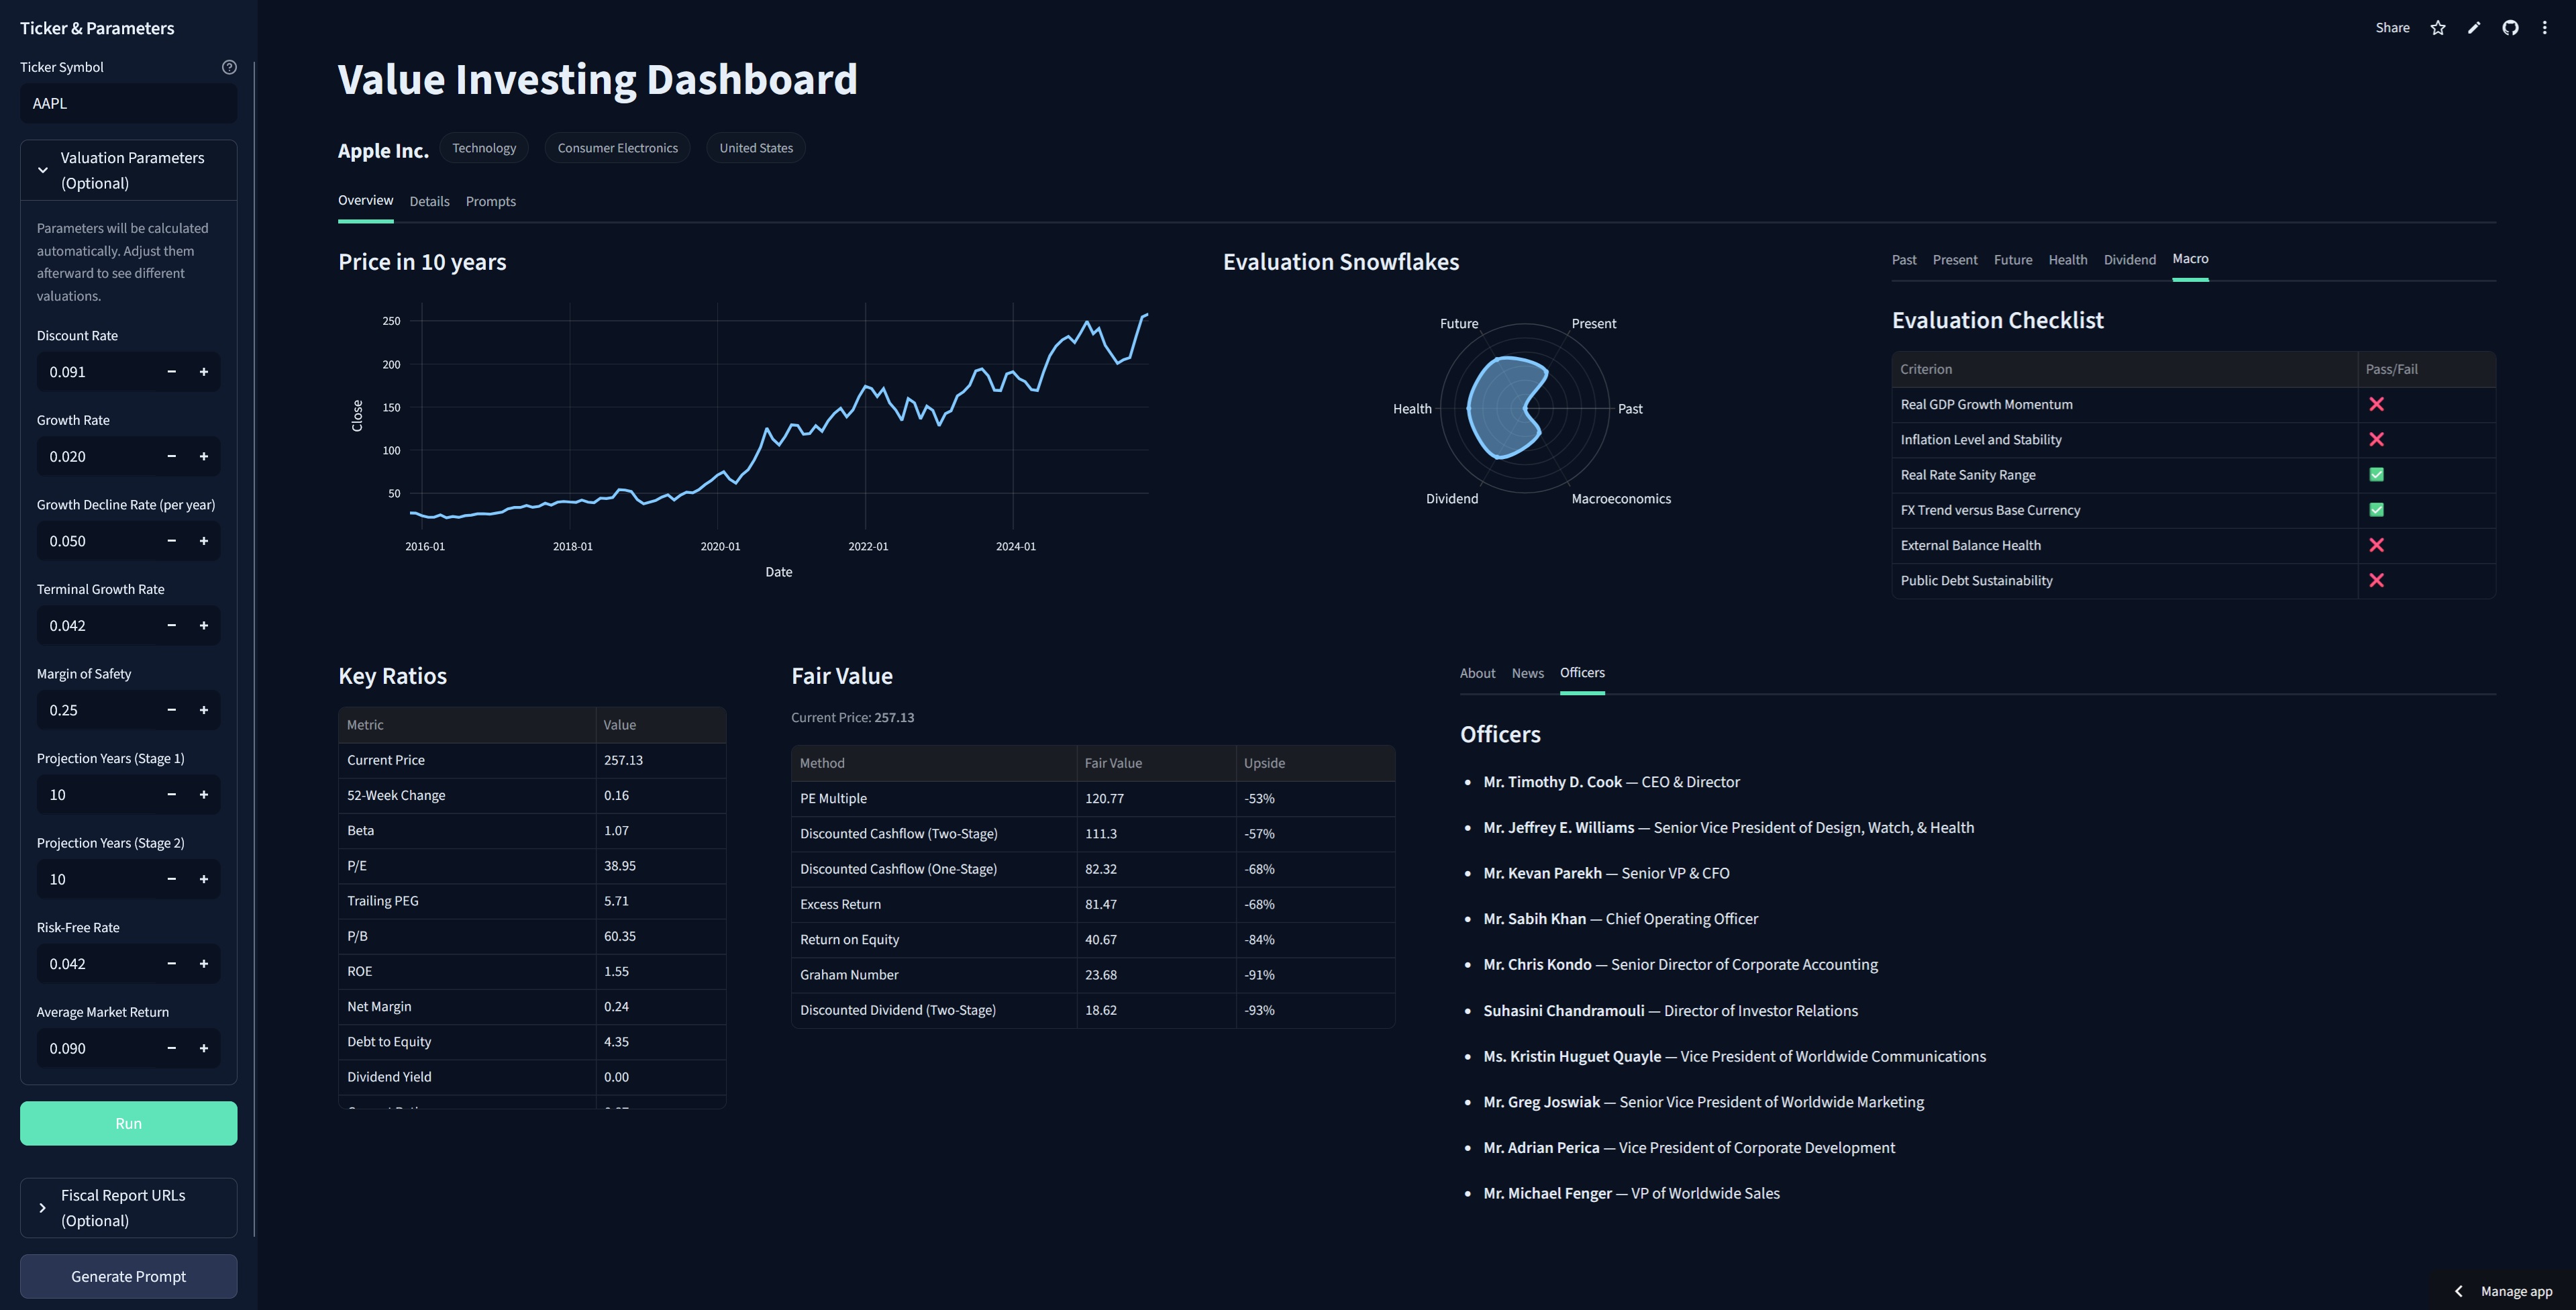 Ticker & Parameters
Ticker Symbol
AAPL
Valuation Parameters
(Optional)
Parameters will be calculated
automatically. Adjust them
afterward to see different
valuations.
Discount Rate
0.091
Growth Rate
0.020
Growth Decline Rate (per year)
0.050
Terminal Growth Rate
0.042
Margin of Safety
0.25
Projection Years (Stage 1)
10
Projection Years (Stage 2)
10
Risk-Free Rate
0.042
Average Market Return
0.090
Run
Fiscal Report URLs
(Optional)
Generate Prompt
Share
Value Investing Dashboard
Apple Inc. Technology Consumer Electronics United States
Overview Details Prompts
Price in 10 years
250
200
150
100
50
Close
2016-01 2018-01 2020-01 2022-01 2024-01
Date
Evaluation Snowflakes
Future Present
Health Past
Dividend Macroeconomics
Past Present Future Health Dividend Macro
Evaluation Checklist
Criterion Pass/Fail
Real GDP Growth Momentum
Inflation Level and Stability
Real Rate Sanity Range
FX Trend versus Base Currency
External Balance Health
Public Debt Sustainability
Key Ratios
Metric Value
Current Price 257.13
52-Week Change 0.16
Beta 1.07
P/E 38.95
Trailing PEG 5.71
P/B 60.35
ROE 1.55
Net Margin 0.24
Debt to Equity 4.35
Dividend Yield 0.00
Fair Value
Current Price: 257.13
Method Fair Value Upside
PE Multiple 120.77 -53%
Discounted Cashflow (Two-Stage) 111.3 -57%
Discounted Cashflow (One-Stage) 82.32 -68%
Excess Return 81.47 -68%
Return on Equity 40.67 -84%
Graham Number 23.68 -91%
Discounted Dividend (Two-Stage) 18.62 -93%
About News Officers
Officers
• Mr. Timothy D. Cook — CEO & Director
• Mr. Jeffrey E. Williams — Senior Vice President of Design, Watch, & Health
• Mr. Kevan Parekh — Senior VP & CFO
• Mr. Sabih Khan — Chief Operating Officer
• Mr. Chris Kondo — Senior Director of Corporate Accounting
• Suhasini Chandramouli — Director of Investor Relations
• Ms. Kristin Huguet Quayle — Vice President of Worldwide Communications
• Mr. Greg Joswiak — Senior Vice President of Worldwide Marketing
• Mr. Adrian Perica — Vice President of Corporate Development
• Mr. Michael Fenger — VP of Worldwide Sales
Manage app